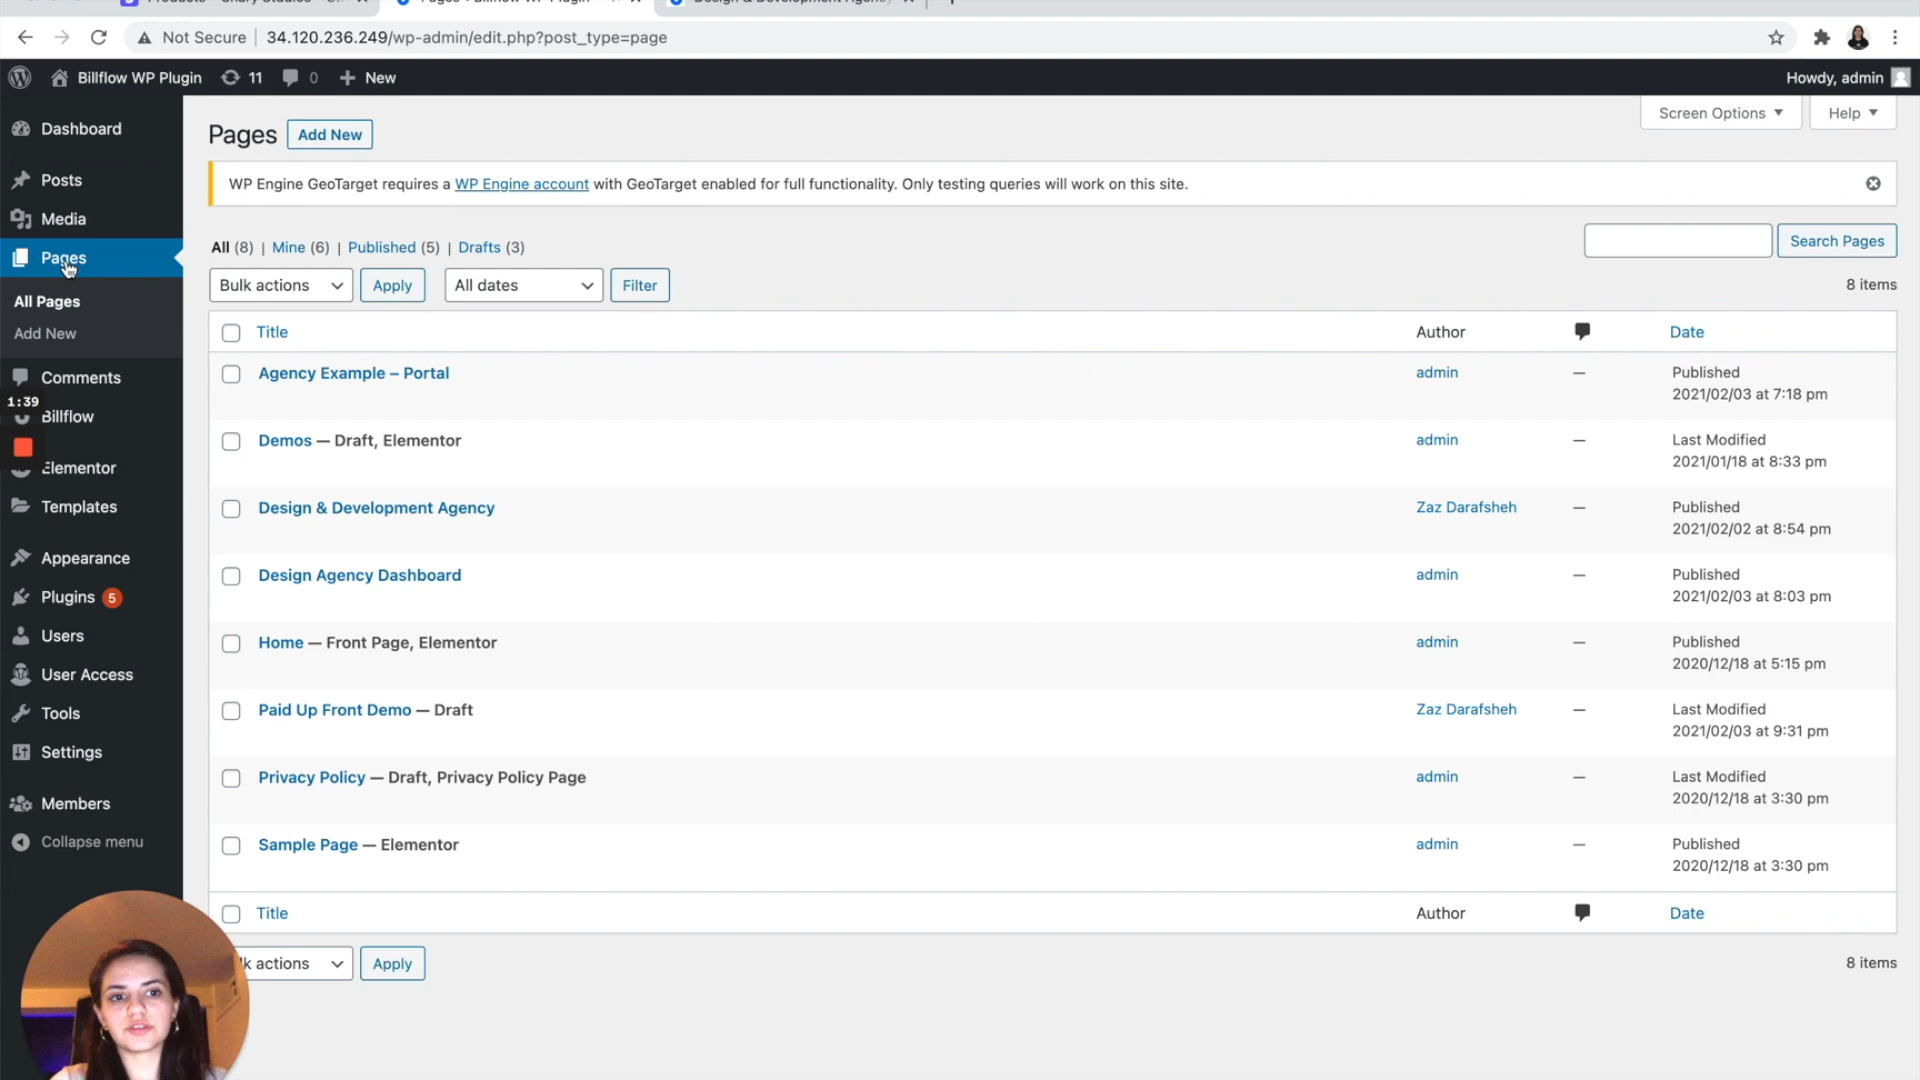 Pages
Not Secure
34.120.236.249/wp-admin/edit.php?post_type=page
Billflow WP Plugin
11
0
New
Howdy, admin
Dashboard
Posts
Media
Pages
All Pages
Add New
Comments
1:39
Billflow
Elementor
Templates
Appearance
Plugins 5
Users
User Access
Tools
Settings
Members
Collapse menu
Screen Options
Help
Pages
Add New
WP Engine GeoTarget requires a WP Engine account with GeoTarget enabled for full functionality. Only testing queries will work on this site.
All (8) | Mine (6) | Published (5) | Drafts (3)
Search Pages
Bulk actions
Apply
All dates
Filter
8 items
Title
Author
Date
Agency Example – Portal
admin
—
Published
2021/02/03 at 7:18 pm
Demos — Draft, Elementor
admin
—
Last Modified
2021/01/18 at 8:33 pm
Design & Development Agency
Zaz Darafsheh
—
Published
2021/02/02 at 8:54 pm
Design Agency Dashboard
admin
—
Published
2021/02/03 at 8:03 pm
Home — Front Page, Elementor
admin
—
Published
2020/12/18 at 5:15 pm
Paid Up Front Demo — Draft
Zaz Darafsheh
—
Last Modified
2021/02/03 at 9:31 pm
Privacy Policy — Draft, Privacy Policy Page
admin
—
Last Modified
2020/12/18 at 3:30 pm
Sample Page — Elementor
admin
—
Published
2020/12/18 at 3:30 pm
Title
Author
Date
k actions
Apply
8 items